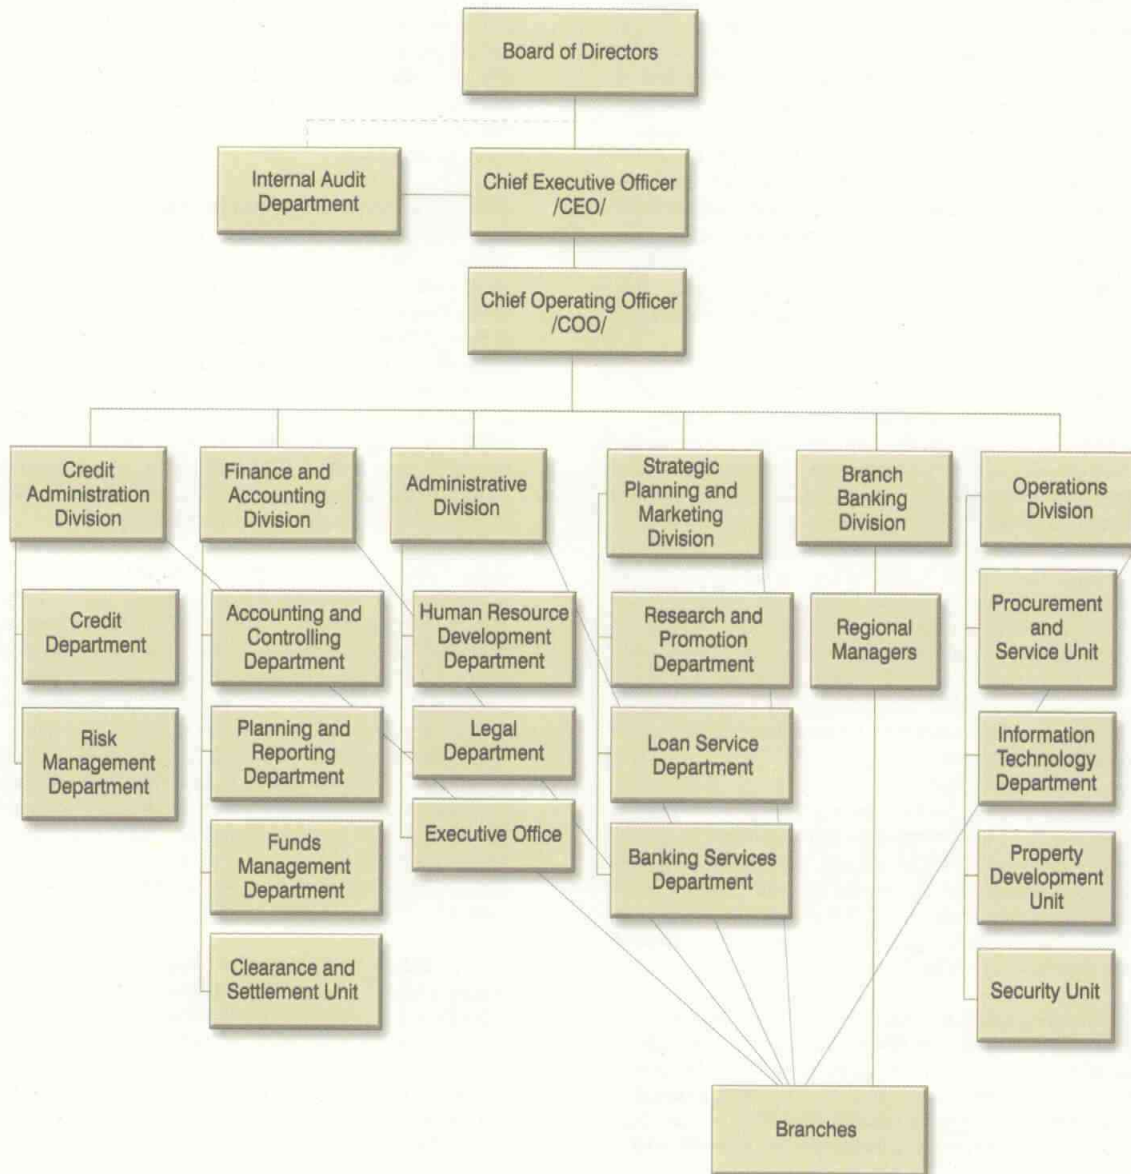 Board of Directors
Internal Audit
Department
Chief Executive Officer
/CEO/
Chief Operating Officer
/COO/
Credit
Administration
Division
Finance and
Accounting
Division
Administrative
Division
Strategic
Planning and
Marketing
Division
Branch
Banking
Division
Operations
Division
Credit
Department
Accounting and
Controlling
Department
Human Resource
Development
Department
Research and
Promotion
Department
Regional
Managers
Procurement
and
Service Unit
Risk
Management
Department
Planning and
Reporting
Department
Legal
Department
Loan Service
Department
Information
Technology
Department
Funds
Management
Department
Executive Office
Banking Services
Department
Property
Development
Unit
Clearance and
Settlement Unit
Security Unit
Branches